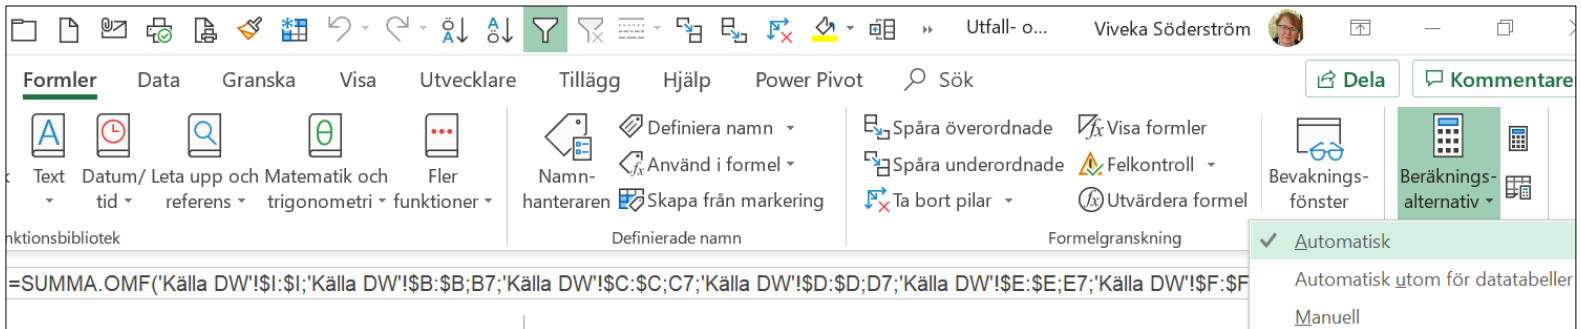 Utfall- o... Viveka Söderström
Formler Data Granska Visa Utvecklare Tillägg Hjälp Power Pivot Sök Dela Kommentare
Text
Datum/
tid
Leta upp och
referens
Matematik och
trigonometri
Fler
funktioner
nktionsbibliotek
Namn-
hanteraren
Definiera namn
Använd i formel
Skapa från markering
Definierade namn
Spåra överordnade
Spåra underordnade
Ta bort pilar
Visa formler
Felkontroll
Utvärdera formel
Formelgranskning
Bevaknings-
fönster
Beräknings-
alternativ
Automatisk
Automatisk utom för datatabeller
Manuell
=SUMMA.OMF('Källa DW'!$I:$I;'Källa DW'!$B:$B;B7;'Källa DW'!$C:$C;C7;'Källa DW'!$D:$D;D7;'Källa DW'!$E:$E;E7;'Källa DW'!$F:$F